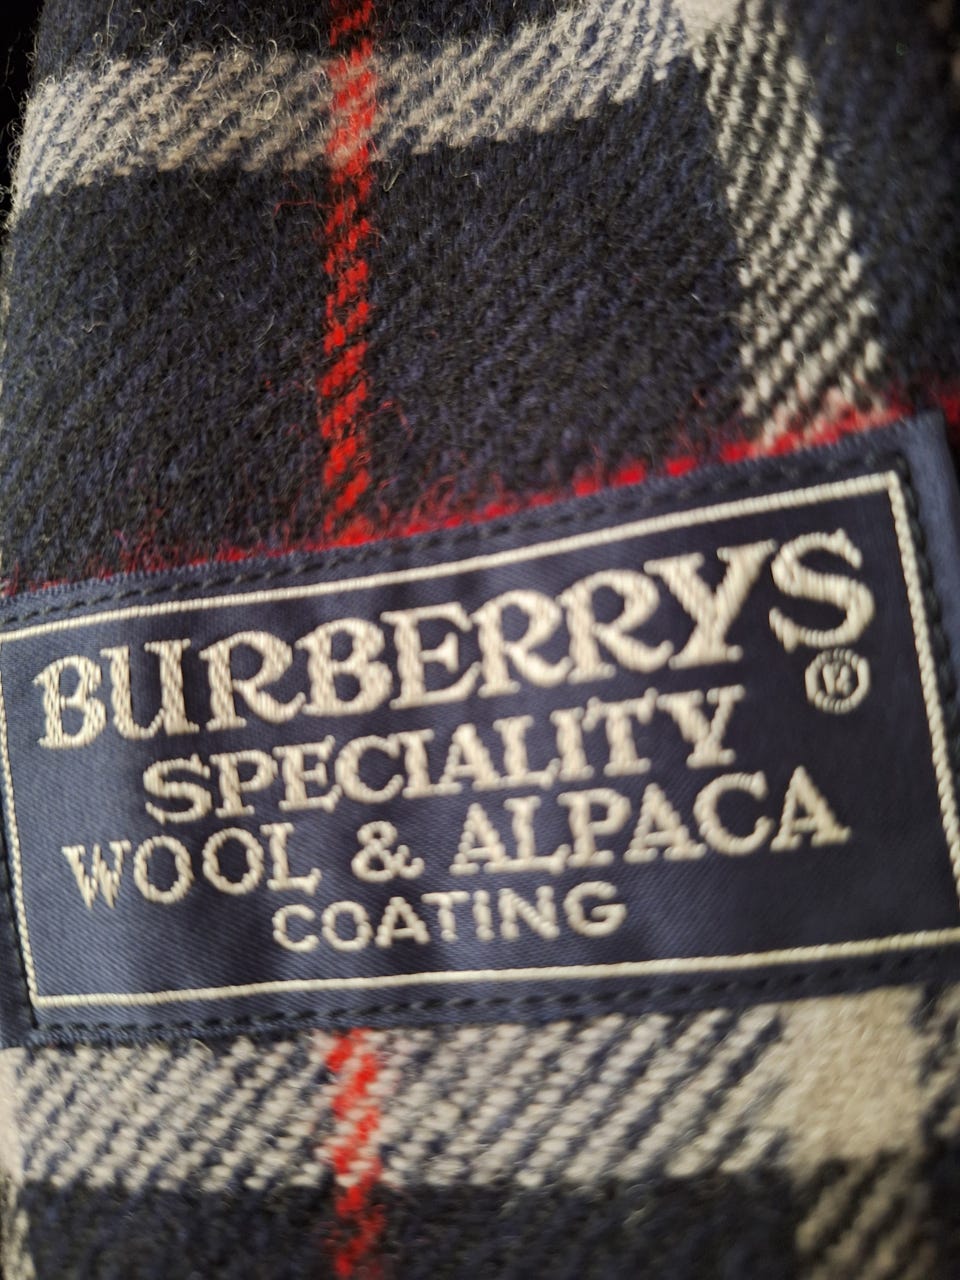 BURBERRYS
®
SPECIALITY
WOOL & ALPACA
COATING